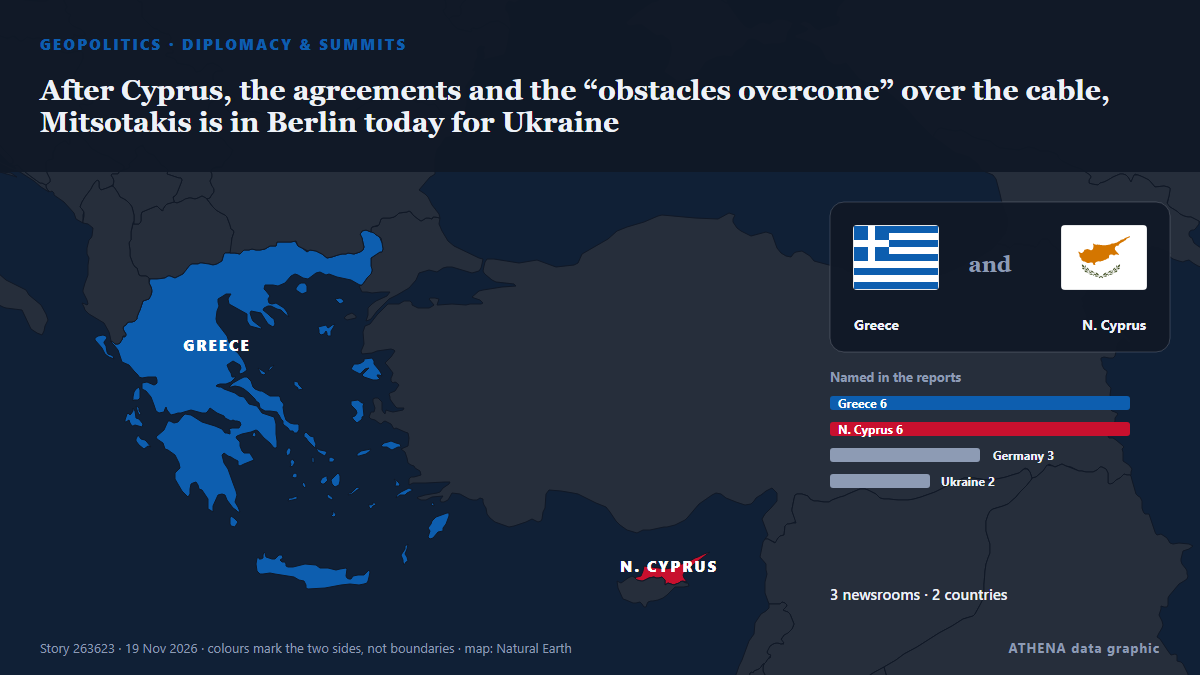 GEOPOLITICS · DIPLOMACY & SUMMITS
After Cyprus, the agreements and the “obstacles overcome” over the cable,
Mitsotakis is in Berlin today for Ukraine
and
Greece
N. Cyprus
GREECE
Named in the reports
Greece 6
N. Cyprus 6
Germany 3
Ukraine 2
N. CYPRUS
3 newsrooms · 2 countries
Story 263623 · 19 Nov 2026 · colours mark the two sides, not boundaries · map: Natural Earth
ATHENA data graphic